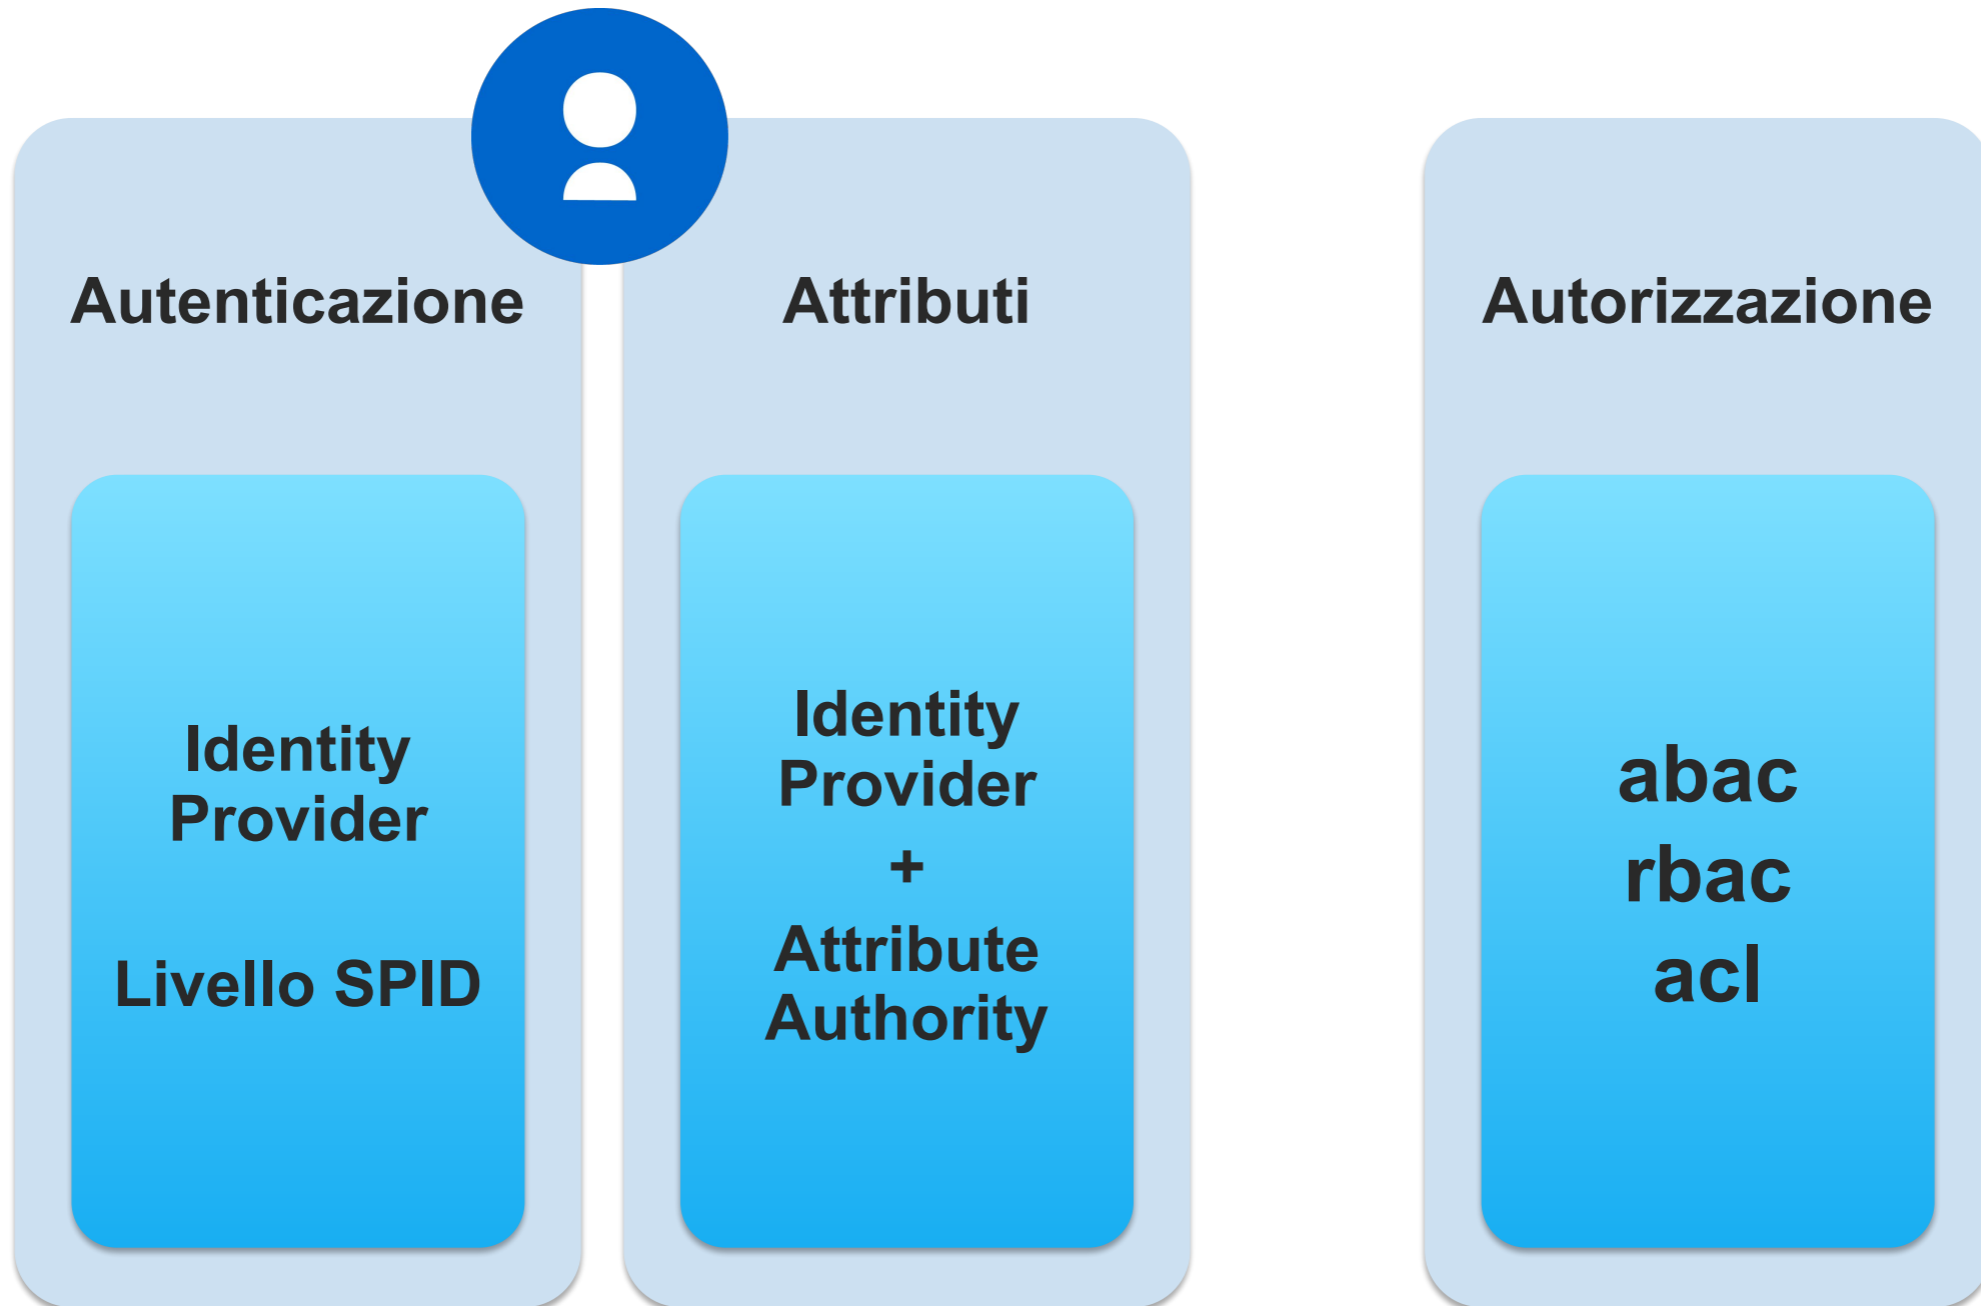 Autenticazione
Identity
Provider
Livello SPID
Attributi
Identity
Provider
+
Attribute
Authority
Autorizzazione
abac
rbac
acl